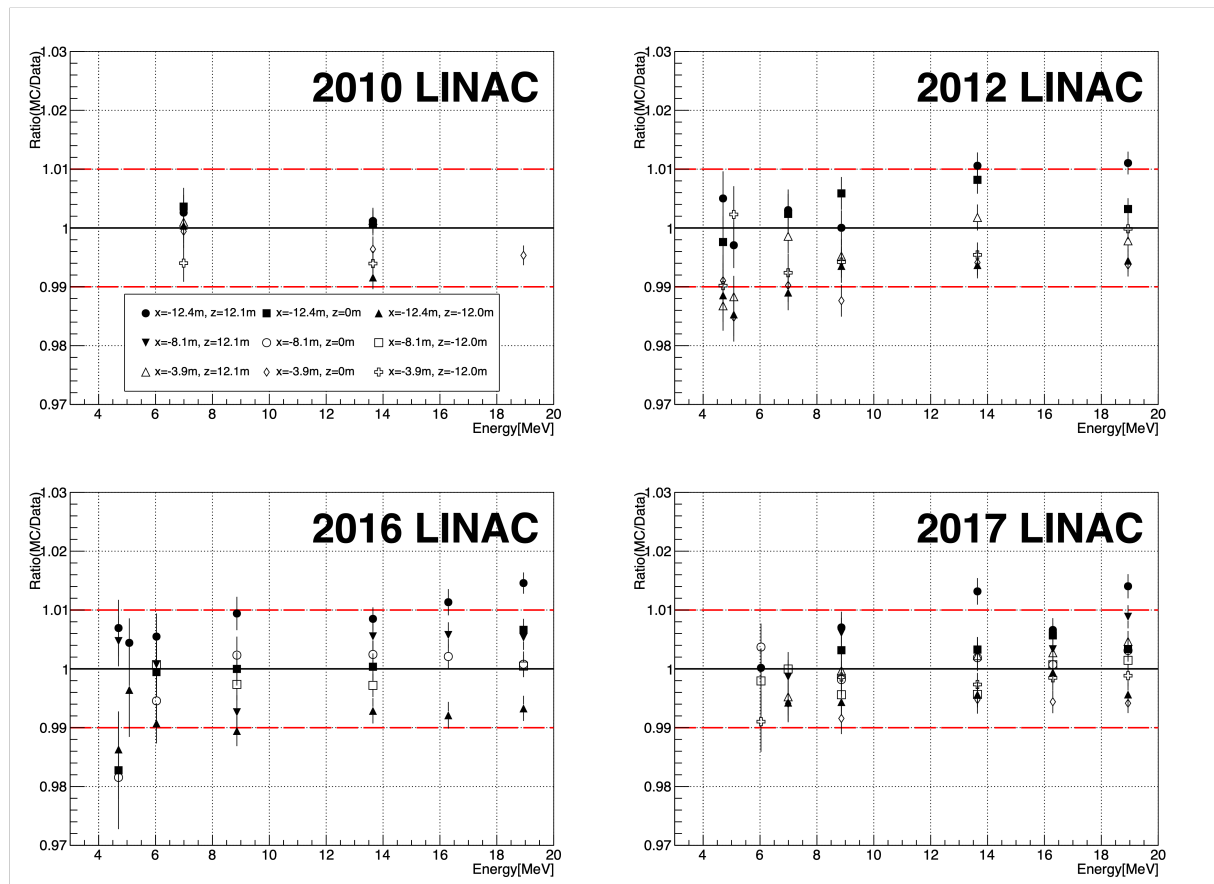 2010 LINAC
Ratio(MC/Data)
1.03
1.02
1.01
1
0.99
0.98
0.97
x=-12.4m, z=12.1m x=-12.4m, z=0m x=-12.4m, z=-12.0m
x=-8.1m, z=12.1m x=-8.1m, z=0m x=-8.1m, z=-12.0m
x=-3.9m, z=12.1m x=-3.9m, z=0m x=-3.9m, z=-12.0m
4 6 8 10 12 14 16 18 20
Energy[MeV]
2012 LINAC
Ratio(MC/Data)
1.03
1.02
1.01
1
0.99
0.98
0.97
4 6 8 10 12 14 16 18 20
Energy[MeV]
2016 LINAC
Ratio(MC/Data)
1.03
1.02
1.01
1
0.99
0.98
0.97
4 6 8 10 12 14 16 18 20
Energy[MeV]
2017 LINAC
Ratio(MC/Data)
1.03
1.02
1.01
1
0.99
0.98
0.97
4 6 8 10 12 14 16 18 20
Energy[MeV]